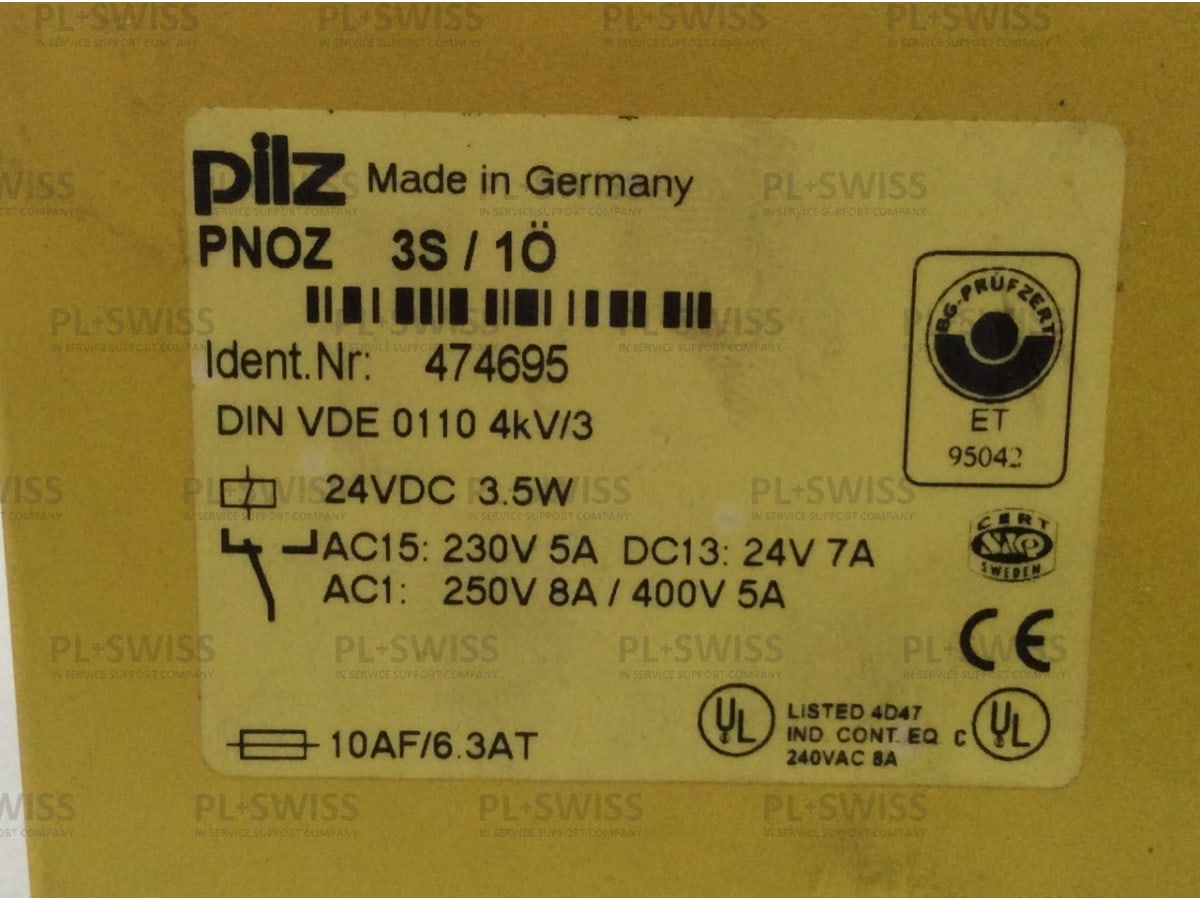 pilz Made in Germany
PNOZ 3S / 1Ö
Ident.Nr: 474695
DIN VDE 0110 4kV/3
24VDC 3.5W
AC15: 230V 5A DC13: 24V 7A
AC1: 250V 8A / 400V 5A
10AF/6.3AT
BG-PRÜFZERT
ET
95042
CERT
SWEDEN
CE
UL
LISTED 4D47
IND. CONT. EQ
240VAC 8A
C UL
PL+SWISS
IN SERVICE SUPPORT COMPANY